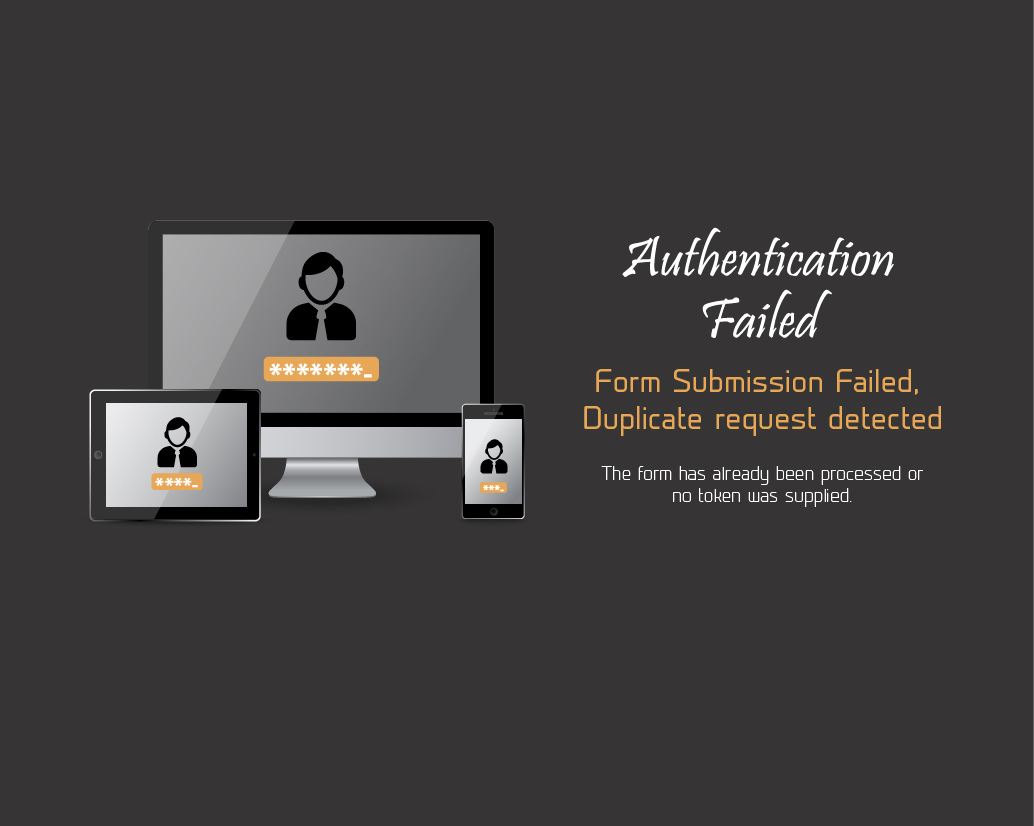 Authentication
Failed
Form Submission Failed,
Duplicate request detected
The form has already been processed or
no token was supplied.
*******_
****_
***_